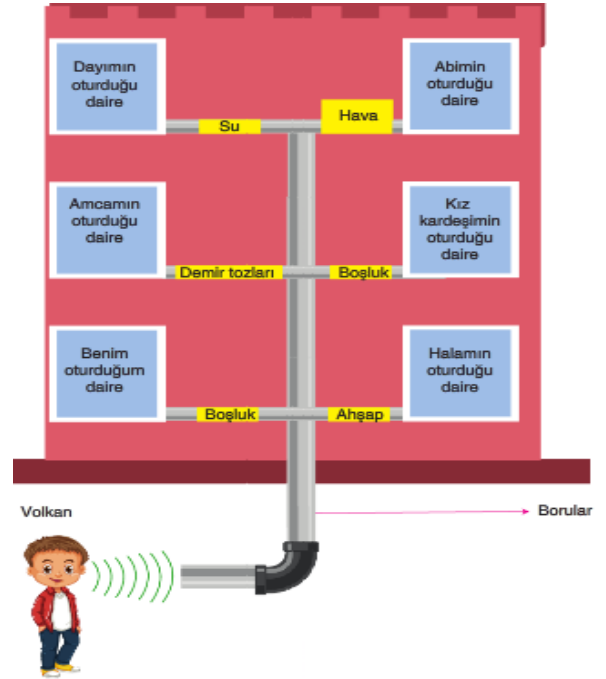 Dayımın
oturduğu
daire
Abimin
oturduğu
daire
Su
Hava
Amcamın
oturduğu
daire
Kız
kardeşimin
oturduğu
daire
Demir tozları
Boşluk
Benim
oturduğum
daire
Halamın
oturduğu
daire
Boşluk
Ahşap
Volkan
Borular